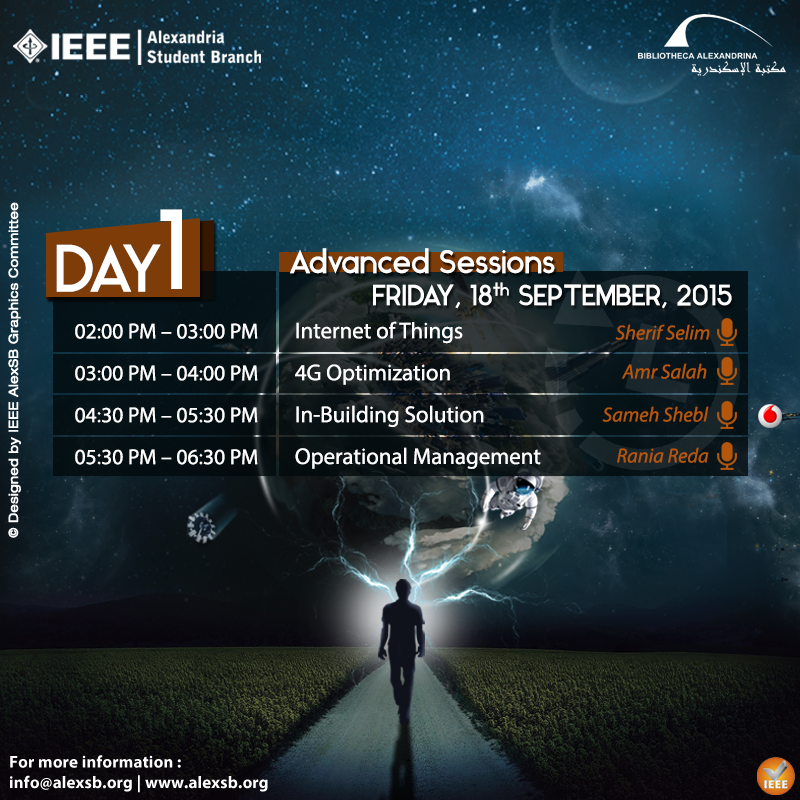 IEEE | Alexandria
Student Branch
BIBLIOTHECA ALEXANDRINA
مكتبة الإسكندرية
© Designed by IEEE AlexSB Graphics Committee
DAY 1
Advanced Sessions
FRIDAY, 18th SEPTEMBER, 2015
02:00 PM – 03:00 PM Internet of Things Sherif Selim
03:00 PM – 04:00 PM 4G Optimization Amr Salah
04:30 PM – 05:30 PM In-Building Solution Sameh Shebl
05:30 PM – 06:30 PM Operational Management Rania Reda
For more information :
info@alexsb.org | www.alexsb.org
IEEE